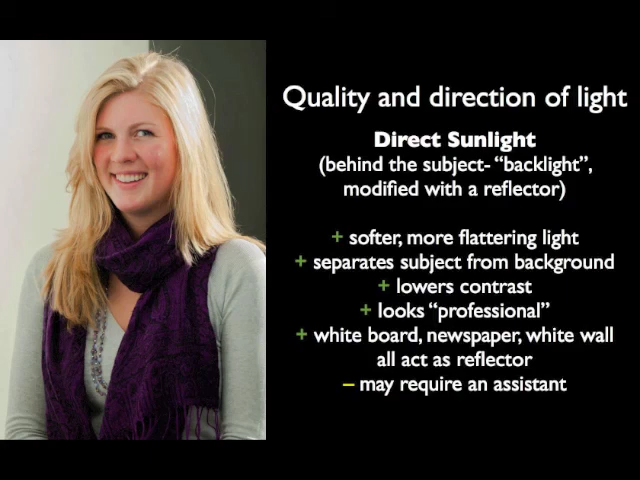 Quality and direction of light
Direct Sunlight
(behind the subject- “backlight”,
modified with a reflector)
+ softer, more flattering light
+ separates subject from background
+ lowers contrast
+ looks “professional”
+ white board, newspaper, white wall
all act as reflector
– may require an assistant